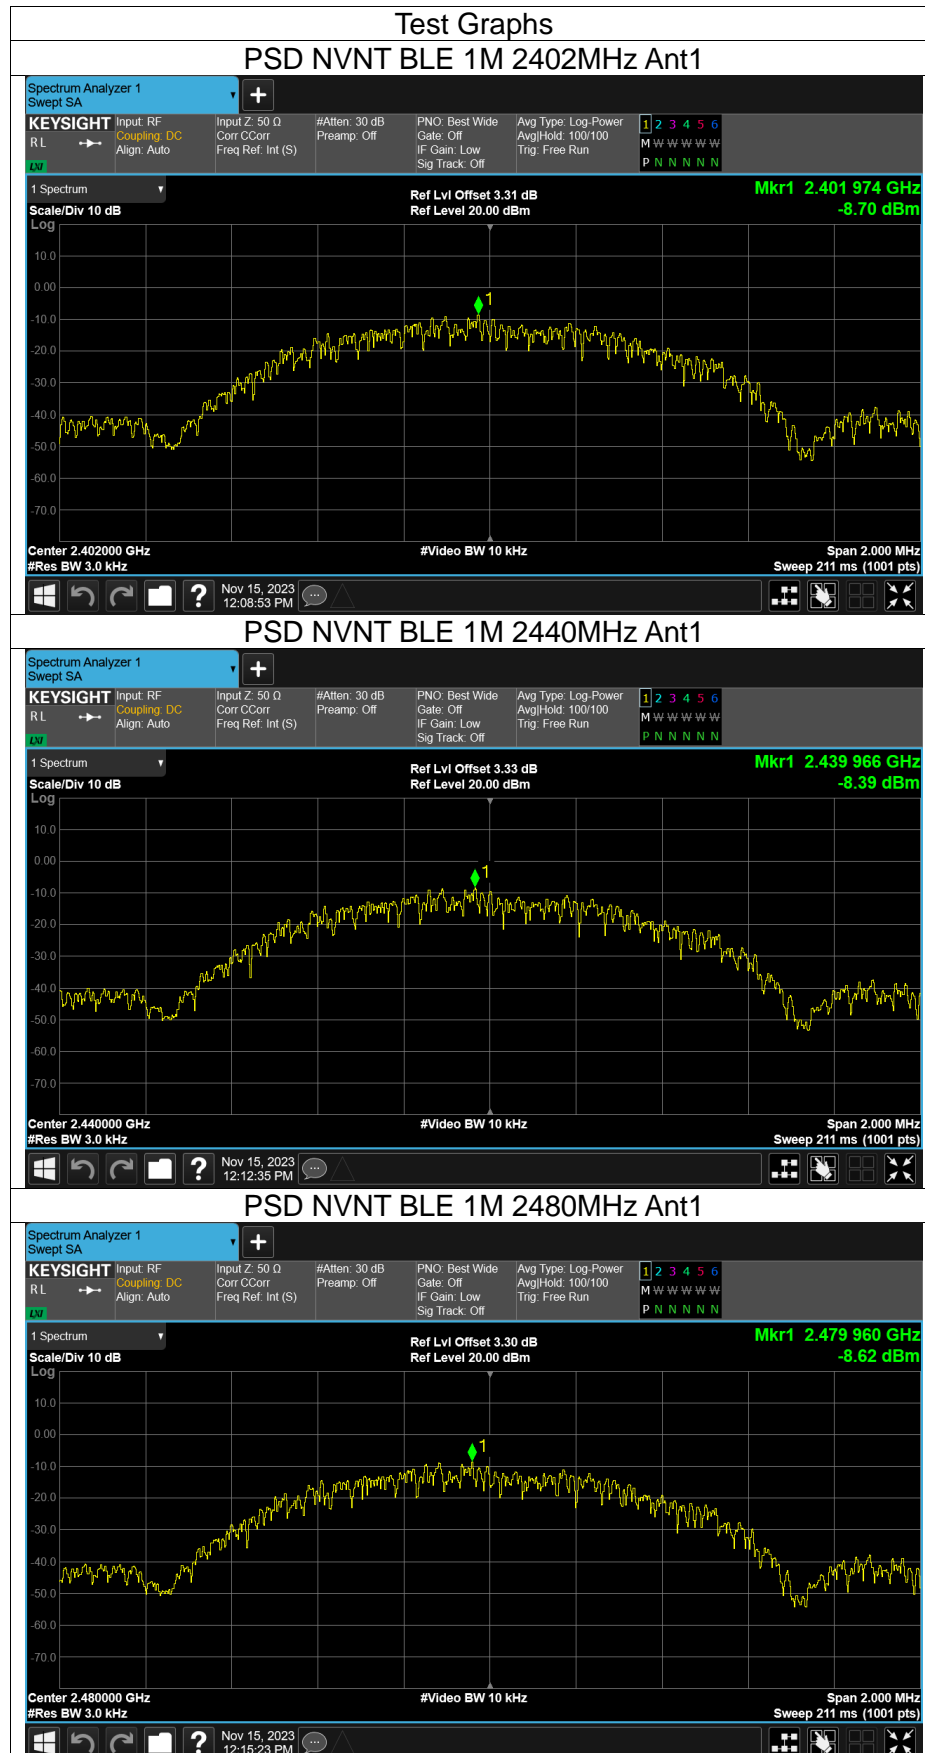 Test Graphs
PSD NVNT BLE 1M 2402MHz Ant1
Spectrum Analyzer 1
Swept SA
KEYSIGHT Input: RF Input Z: 50 Ω #Atten: 30 dB PNO: Best Wide Avg Type: Log-Power 1 2 3 4 5 6
RL Coupling: DC Corr CCorr Preamp: Off Gate: Off Avg|Hold: 100/100 M W W W W W
Align: Auto Freq Ref: Int (S) IF Gain: Low Trig: Free Run
LXI Sig Track: Off P N N N N N
1 Spectrum Ref Lvl Offset 3.31 dB Mkr1 2.401 974 GHz
Scale/Div 10 dB Ref Level 20.00 dBm -8.70 dBm
Log
10.0
0.00
1
-10.0
-20.0
-30.0
-40.0
-50.0
-60.0
-70.0
Center 2.402000 GHz #Video BW 10 kHz Span 2.000 MHz
#Res BW 3.0 kHz Sweep 211 ms (1001 pts)
? Nov 15, 2023
12:08:53 PM
PSD NVNT BLE 1M 2440MHz Ant1
Spectrum Analyzer 1
Swept SA
KEYSIGHT Input: RF Input Z: 50 Ω #Atten: 30 dB PNO: Best Wide Avg Type: Log-Power 1 2 3 4 5 6
RL Coupling: DC Corr CCorr Preamp: Off Gate: Off Avg|Hold: 100/100 M W W W W W
Align: Auto Freq Ref: Int (S) IF Gain: Low Trig: Free Run
LXI Sig Track: Off P N N N N N
1 Spectrum Ref Lvl Offset 3.33 dB Mkr1 2.439 966 GHz
Scale/Div 10 dB Ref Level 20.00 dBm -8.39 dBm
Log
10.0
0.00
1
-10.0
-20.0
-30.0
-40.0
-50.0
-60.0
-70.0
Center 2.440000 GHz #Video BW 10 kHz Span 2.000 MHz
#Res BW 3.0 kHz Sweep 211 ms (1001 pts)
? Nov 15, 2023
12:12:35 PM
PSD NVNT BLE 1M 2480MHz Ant1
Spectrum Analyzer 1
Swept SA
KEYSIGHT Input: RF Input Z: 50 Ω #Atten: 30 dB PNO: Best Wide Avg Type: Log-Power 1 2 3 4 5 6
RL Coupling: DC Corr CCorr Preamp: Off Gate: Off Avg|Hold: 100/100 M W W W W W
Align: Auto Freq Ref: Int (S) IF Gain: Low Trig: Free Run
LXI Sig Track: Off P N N N N N
1 Spectrum Ref Lvl Offset 3.30 dB Mkr1 2.479 960 GHz
Scale/Div 10 dB Ref Level 20.00 dBm -8.62 dBm
Log
10.0
0.00
1
-10.0
-20.0
-30.0
-40.0
-50.0
-60.0
-70.0
Center 2.480000 GHz #Video BW 10 kHz Span 2.000 MHz
#Res BW 3.0 kHz Sweep 211 ms (1001 pts)
? Nov 15, 2023
12:15:23 PM